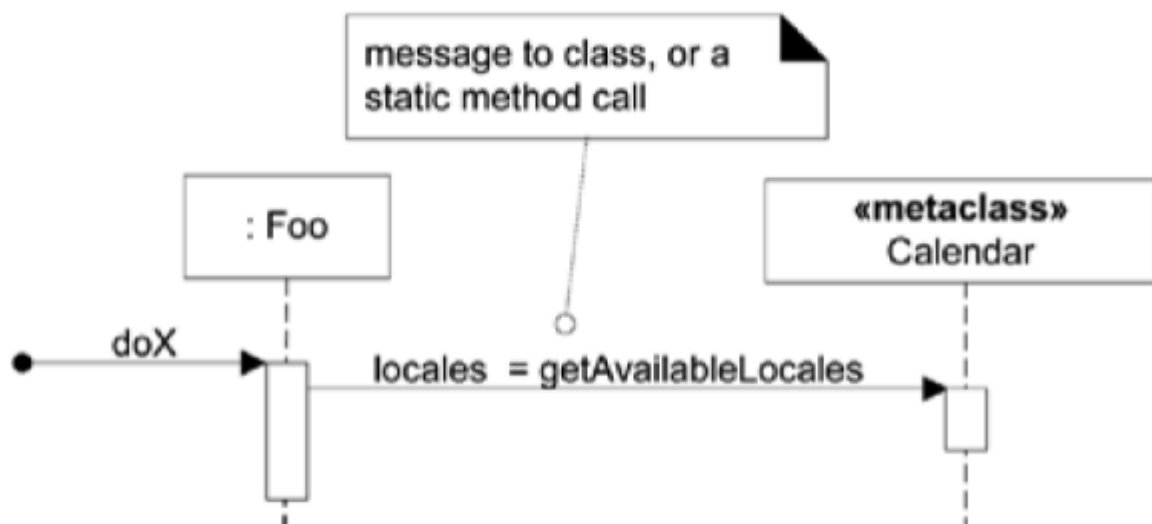 message to class, or a
static method call
: Foo
«metaclass»
Calendar
doX
locales = getAvailableLocales